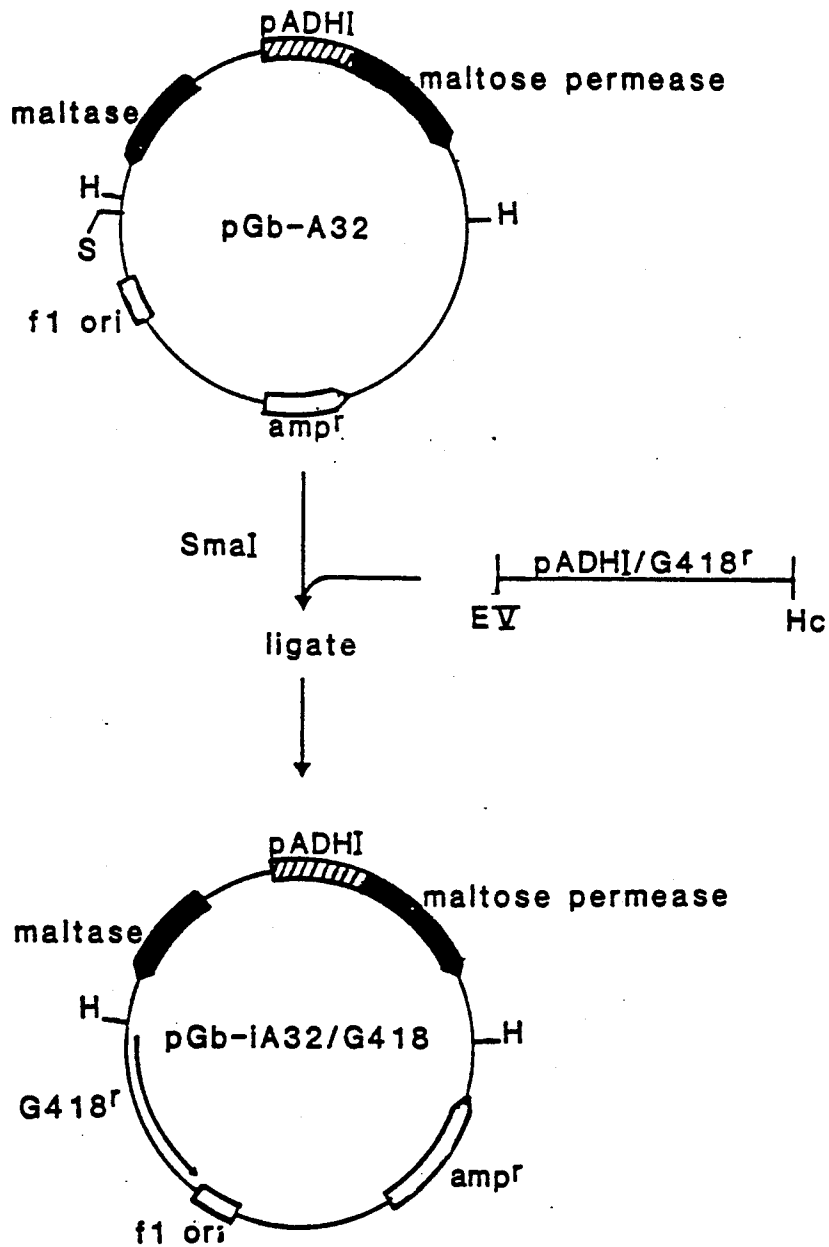 pADHI
maltose permease
maltase
H
H
S
pGb-A32
f1 ori
ampr
SmaI
pADHI/G418r
EV
Hc
ligate
pADHI
maltose permease
maltase
H
pGb-iA32/G418
H
G418r
ampr
f1 ori